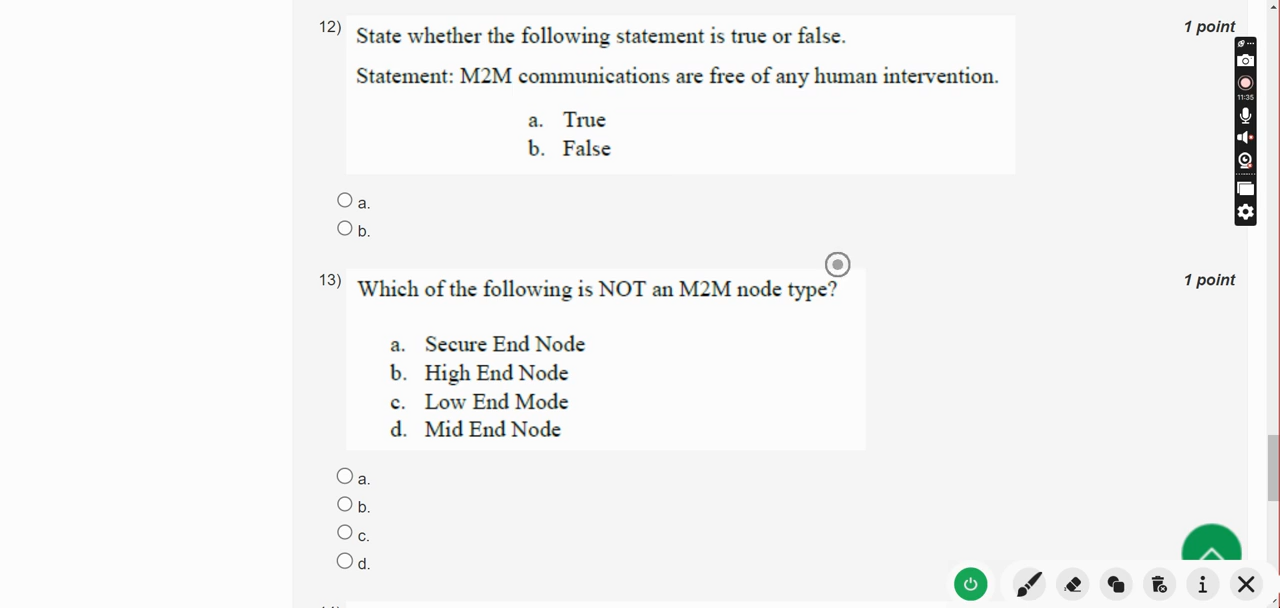 12)
1 point
State whether the following statement is true or false.
Statement: M2M communications are free of any human intervention.
a. True
b. False
a.
b.
11:35
13)
1 point
Which of the following is NOT an M2M node type?
a. Secure End Node
b. High End Node
c. Low End Mode
d. Mid End Node
a.
b.
c.
d.